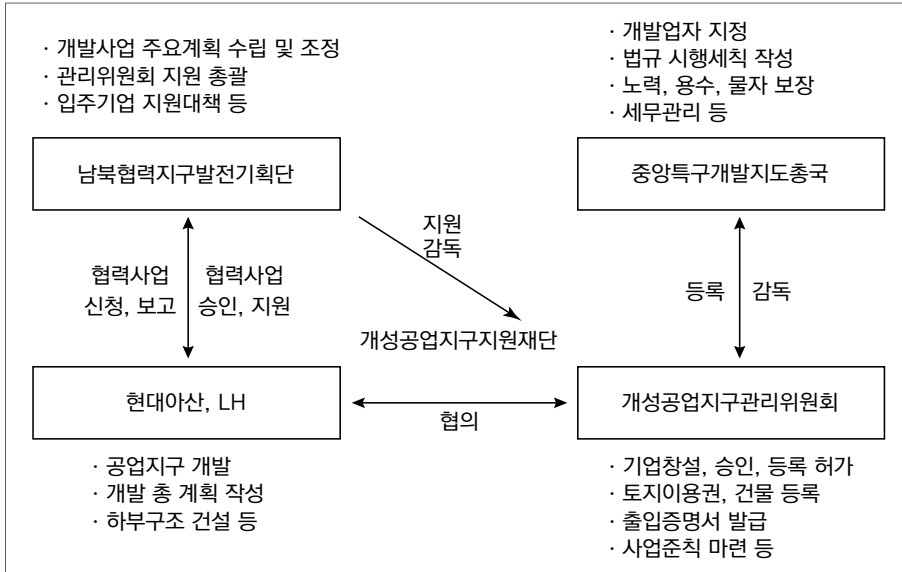 · 개발사업 주요계획 수립 및 조정
· 관리위원회 지원 총괄
· 입주기업 지원대책 등
· 개발업자 지정
· 법규 시행세칙 작성
· 노력, 용수, 물자 보장
· 세무관리 등
남북협력지구발전기획단
중앙특구개발지도총국
지원
감독
협력사업
신청, 보고
협력사업
승인, 지원
등록
감독
개성공업지구지원재단
현대아산, LH
협의
개성공업지구관리위원회
· 공업지구 개발
· 개발 총 계획 작성
· 하부구조 건설 등
· 기업창설, 승인, 등록 허가
· 토지이용권, 건물 등록
· 출입증명서 발급
· 사업준칙 마련 등